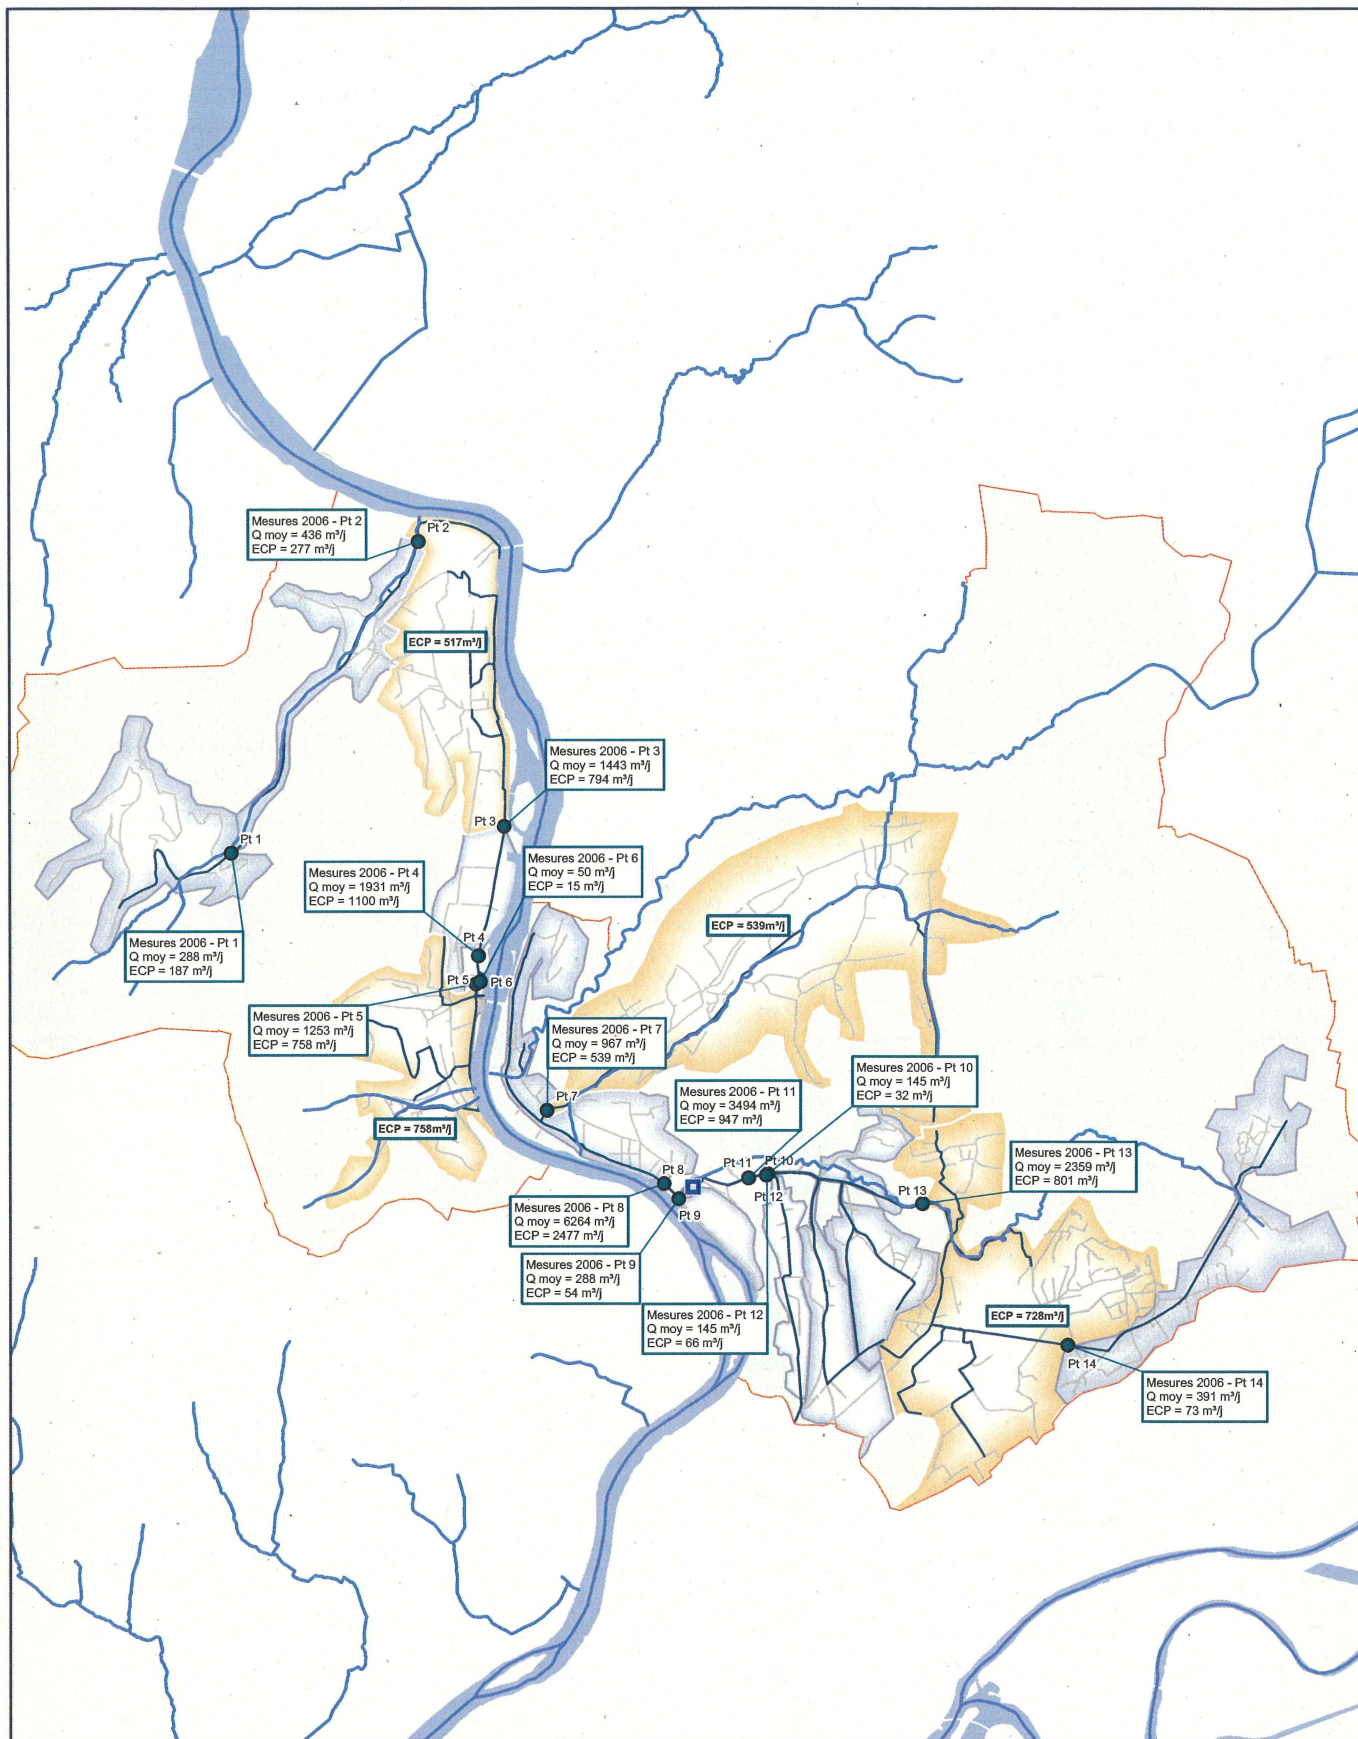 Mesures 2006 - Pt 2
Q moy = 436 m³/j
ECP = 277 m³/j
Pt 2
ECP = 517m³/j
Mesures 2006 - Pt 3
Q moy = 1443 m³/j
ECP = 794 m³/j
Pt 3
Pt 1
Mesures 2006 - Pt 6
Q moy = 50 m³/j
ECP = 15 m³/j
Mesures 2006 - Pt 4
Q moy = 1931 m³/j
ECP = 1100 m³/j
Mesures 2006 - Pt 1
Q moy = 288 m³/j
ECP = 187 m³/j
Pt 4
ECP = 539m³/j
Pt 5
Pt 6
Mesures 2006 - Pt 5
Q moy = 1253 m³/j
ECP = 758 m³/j
Mesures 2006 - Pt 7
Q moy = 967 m³/j
ECP = 539 m³/j
Mesures 2006 - Pt 10
Q moy = 145 m³/j
ECP = 32 m³/j
Mesures 2006 - Pt 11
Q moy = 3494 m³/j
ECP = 947 m³/j
Pt 7
ECP = 758m³/j
Mesures 2006 - Pt 13
Q moy = 2359 m³/j
ECP = 801 m³/j
Pt 8
Pt 11
Pt 10
Pt 12
Pt 13
Pt 9
Mesures 2006 - Pt 8
Q moy = 6264 m³/j
ECP = 2477 m³/j
Mesures 2006 - Pt 9
Q moy = 288 m³/j
ECP = 54 m³/j
Mesures 2006 - Pt 12
Q moy = 145 m³/j
ECP = 66 m³/j
ECP = 728m³/j
Pt 14
Mesures 2006 - Pt 14
Q moy = 391 m³/j
ECP = 73 m³/j